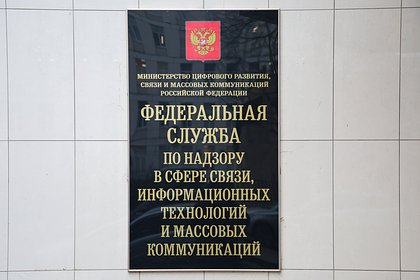 МИНИСТЕРСТВО ЦИФРОВОГО РАЗВИТИЯ,
СВЯЗИ И МАССОВЫХ КОММУНИКАЦИЙ
РОССИЙСКОЙ ФЕДЕРАЦИИ
ФЕДЕРАЛЬНАЯ
СЛУЖБА
ПО НАДЗОРУ
В СФЕРЕ СВЯЗИ,
ИНФОРМАЦИОННЫХ
ТЕХНОЛОГИЙ
И МАССОВЫХ
КОММУНИКАЦИЙ